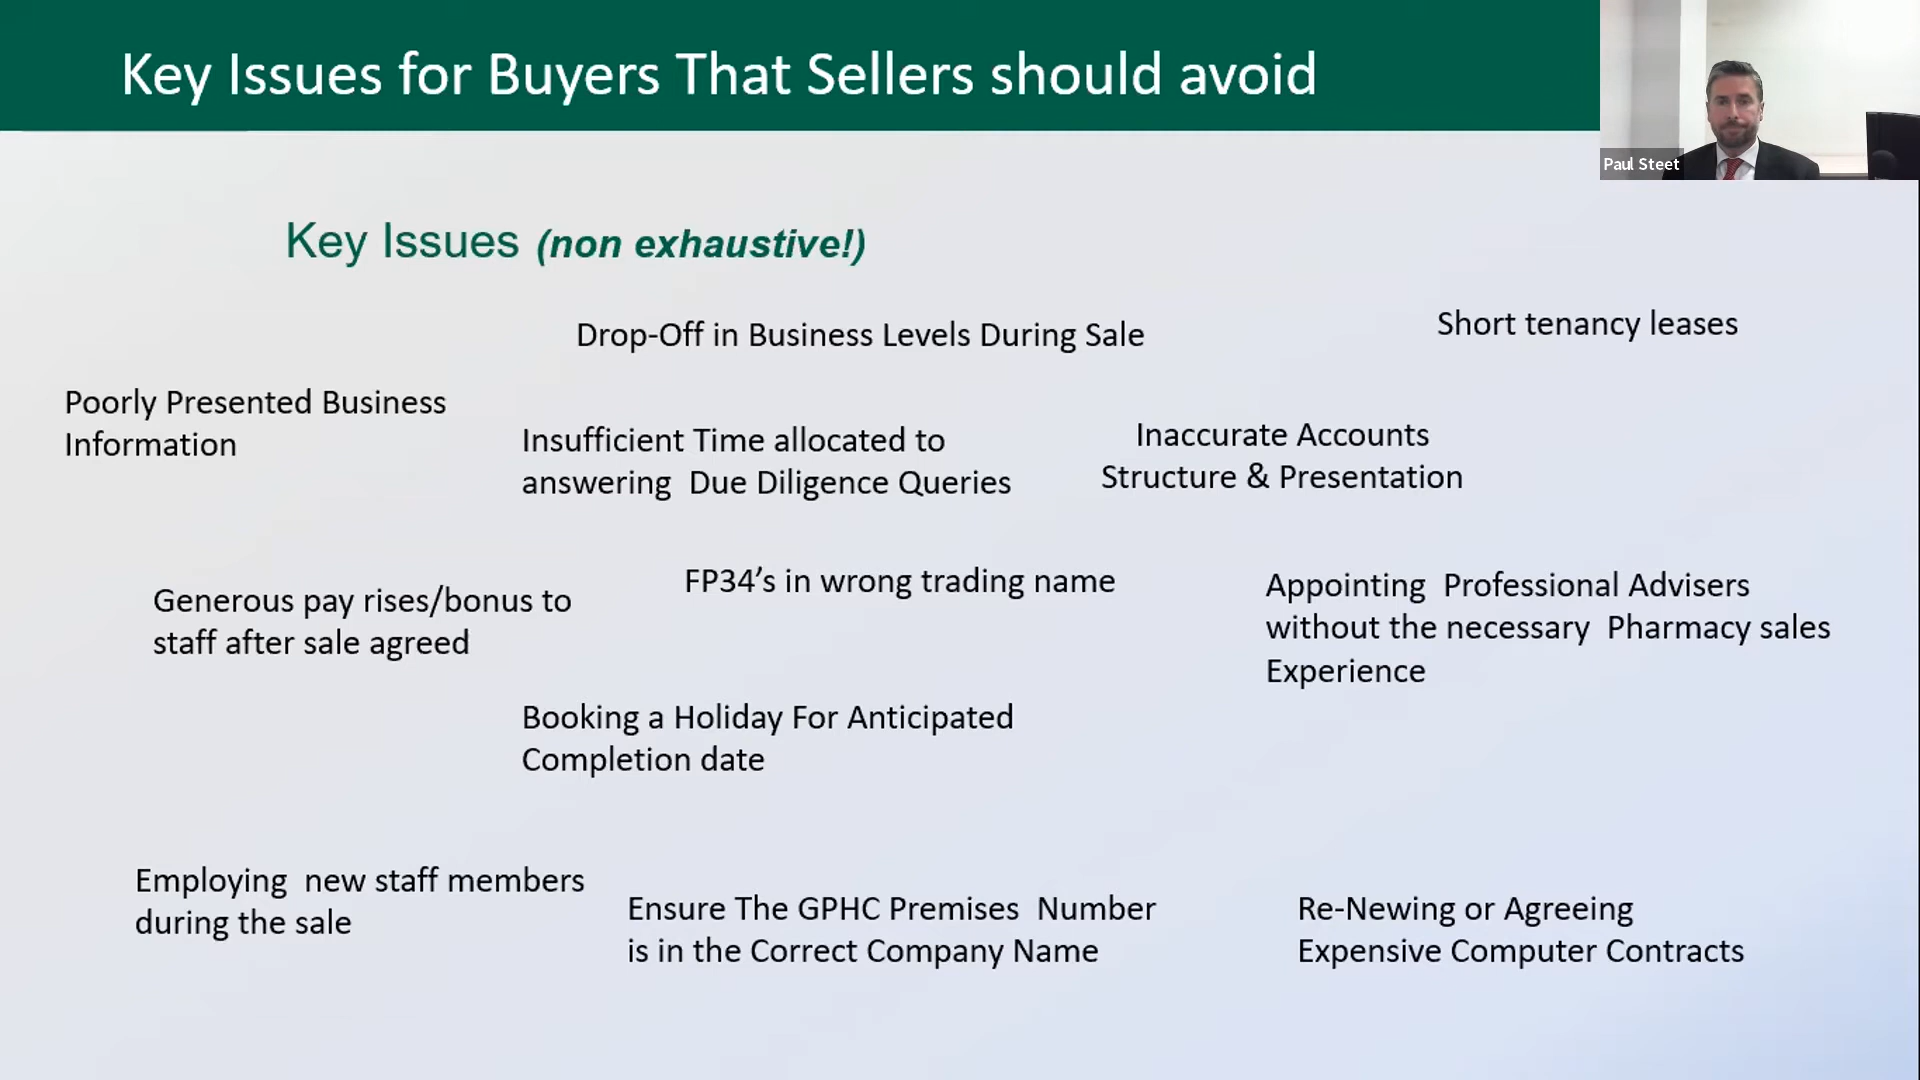 Key Issues for Buyers That Sellers should avoid
Paul Steet
Key Issues (non exhaustive!)
Drop-Off in Business Levels During Sale
Short tenancy leases
Poorly Presented Business
Information
Insufficient Time allocated to
answering Due Diligence Queries
Inaccurate Accounts
Structure & Presentation
Generous pay rises/bonus to
staff after sale agreed
FP34’s in wrong trading name
Appointing Professional Advisers
without the necessary Pharmacy sales
Experience
Booking a Holiday For Anticipated
Completion date
Employing new staff members
during the sale
Ensure The GPHC Premises Number
is in the Correct Company Name
Re-Newing or Agreeing
Expensive Computer Contracts